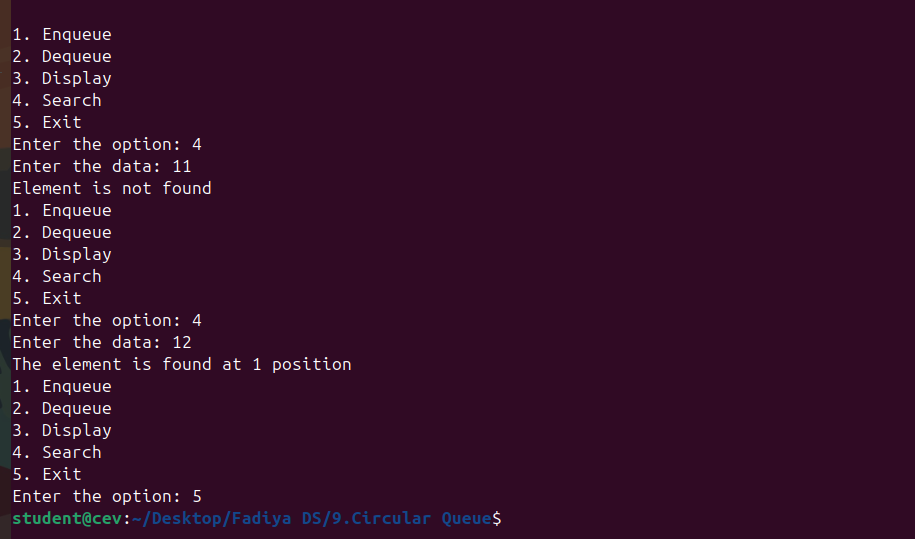 1. Enqueue
2. Dequeue
3. Display
4. Search
5. Exit
Enter the option: 4
Enter the data: 11
Element is not found
1. Enqueue
2. Dequeue
3. Display
4. Search
5. Exit
Enter the option: 4
Enter the data: 12
The element is found at 1 position
1. Enqueue
2. Dequeue
3. Display
4. Search
5. Exit
Enter the option: 5
student@cev:~/Desktop/Fadiya DS/9.Circular Queue$